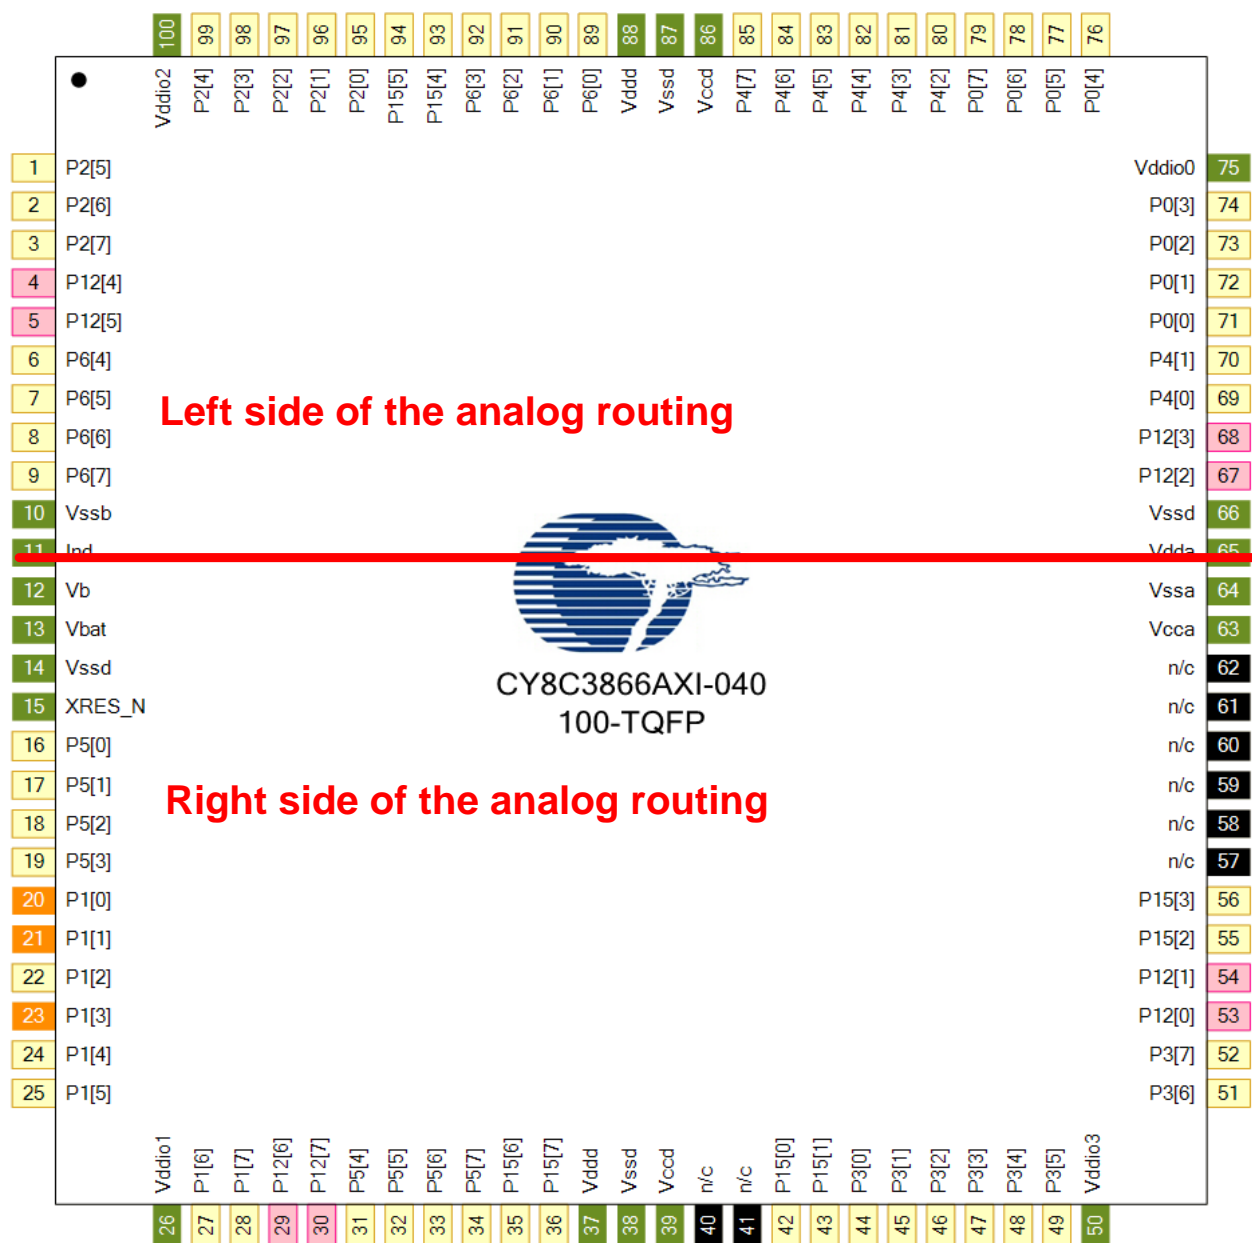 100 99 98 97 96 95 94 93 92 91 90 89 88 87 86 85 84 83 82 81 80 79 78 77 76
Vddio2 P2[4] P2[3] P2[2] P2[1] P2[0] P15[5] P15[4] P6[3] P6[2] P6[1] P6[0] Vddd Vssd Vccd P4[7] P4[6] P4[5] P4[4] P4[3] P4[2] P0[7] P0[6] P0[5] P0[4]
1 P2[5] Vddio0 75
2 P2[6] P0[3] 74
3 P2[7] P0[2] 73
4 P12[4] P0[1] 72
5 P12[5] P0[0] 71
6 P6[4] P4[1] 70
7 P6[5] P4[0] 69
Left side of the analog routing
8 P6[6] P12[3] 68
9 P6[7] P12[2] 67
10 Vssb Vssd 66
11 Ind Vdda 65
12 Vb Vssa 64
13 Vbat Vcca 63
14 Vssd n/c 62
CY8C3866AXI-040
15 XRES_N n/c 61
100-TQFP
16 P5[0] n/c 60
17 P5[1] n/c 59
Right side of the analog routing
18 P5[2] n/c 58
19 P5[3] n/c 57
20 P1[0] P15[3] 56
21 P1[1] P15[2] 55
22 P1[2] P12[1] 54
23 P1[3] P12[0] 53
24 P1[4] P3[7] 52
25 P1[5] P3[6] 51
Vddio1 P1[6] P1[7] P12[6] P12[7] P5[4] P5[5] P5[6] P5[7] P15[6] P15[7] Vddd Vssd Vccd n/c n/c P15[0] P15[1] P3[0] P3[1] P3[2] P3[3] P3[4] P3[5] Vddio3
26 27 28 29 30 31 32 33 34 35 36 37 38 39 40 41 42 43 44 45 46 47 48 49 50